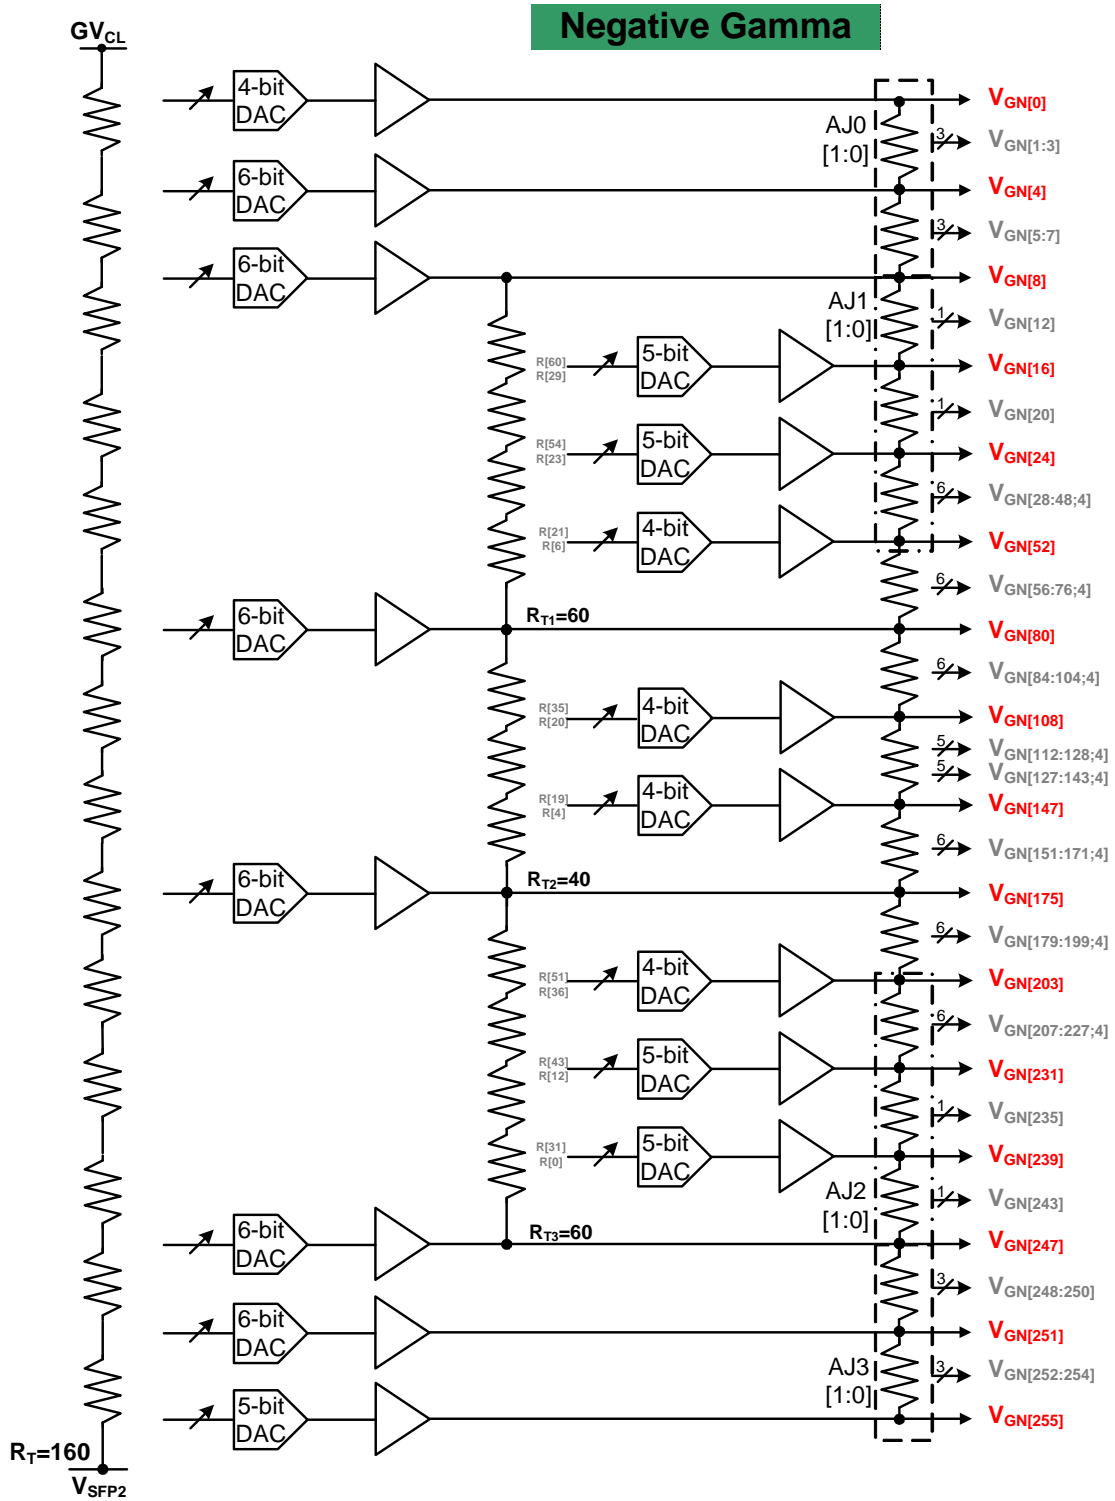 Negative Gamma
GVCL
4-bit
DAC
VGN[0]
AJ0
[1:0]
3
VGN[1:3]
6-bit
DAC
VGN[4]
3
VGN[5:7]
6-bit
DAC
VGN[8]
AJ1
[1:0]
1
VGN[12]
R[60]
R[29]
5-bit
DAC
VGN[16]
1
VGN[20]
R[54]
R[23]
5-bit
DAC
VGN[24]
6
VGN[28:48;4]
R[21]
R[6]
4-bit
DAC
VGN[52]
6
VGN[56:76;4]
6-bit
DAC
RT1=60
VGN[80]
6
VGN[84:104;4]
R[35]
R[20]
4-bit
DAC
VGN[108]
5
VGN[112:128;4]
5
VGN[127:143;4]
R[19]
R[4]
4-bit
DAC
VGN[147]
6
VGN[151:171;4]
6-bit
DAC
RT2=40
VGN[175]
6
VGN[179:199;4]
R[51]
R[36]
4-bit
DAC
VGN[203]
6
VGN[207:227;4]
R[43]
R[12]
5-bit
DAC
VGN[231]
1
VGN[235]
R[31]
R[0]
5-bit
DAC
VGN[239]
AJ2
[1:0]
1
VGN[243]
6-bit
DAC
RT3=60
VGN[247]
3
VGN[248:250]
6-bit
DAC
VGN[251]
AJ3
[1:0]
3
VGN[252:254]
5-bit
DAC
VGN[255]
RT=160
VSFP2